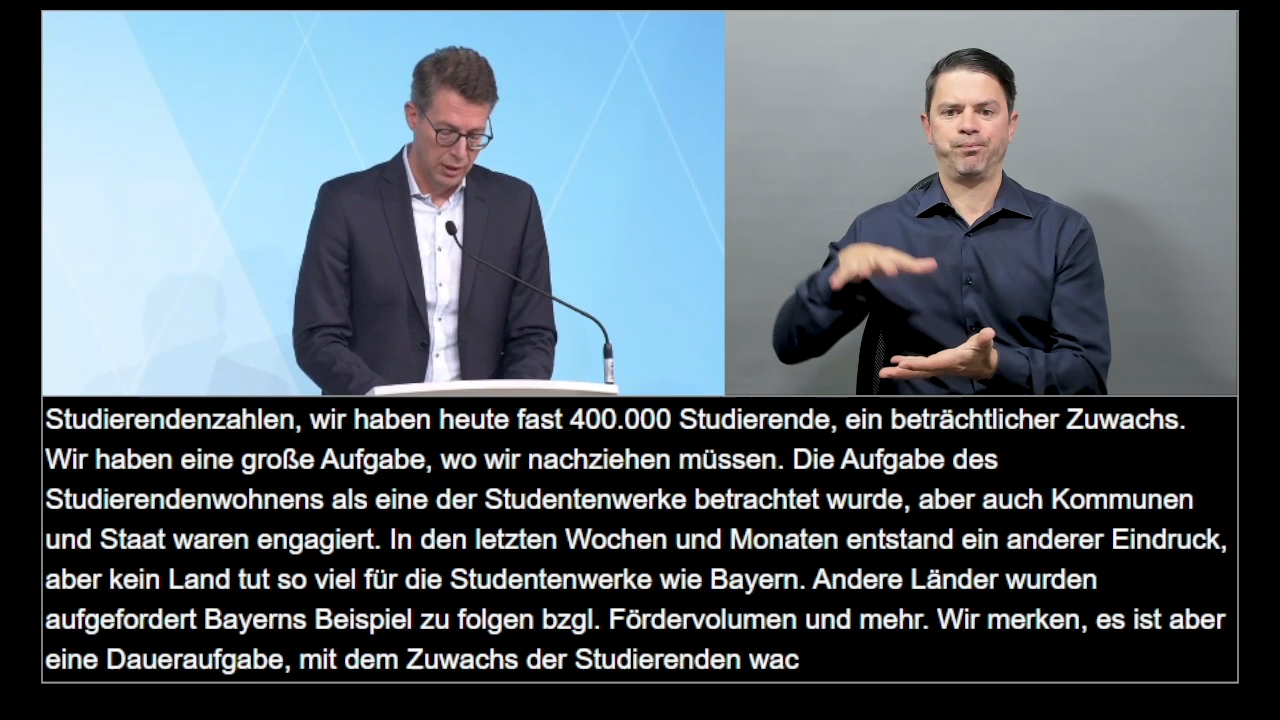 Studierendenzahlen, wir haben heute fast 400.000 Studierende, ein beträchtlicher Zuwachs.
Wir haben eine große Aufgabe, wo wir nachziehen müssen. Die Aufgabe des
Studierendenwohnens als eine der Studentenwerke betrachtet wurde, aber auch Kommunen
und Staat waren engagiert. In den letzten Wochen und Monaten entstand ein anderer Eindruck,
aber kein Land tut so viel für die Studentenwerke wie Bayern. Andere Länder wurden
aufgefordert Bayerns Beispiel zu folgen bzgl. Fördervolumen und mehr. Wir merken, es ist aber
eine Daueraufgabe, mit dem Zuwachs der Studierenden wac